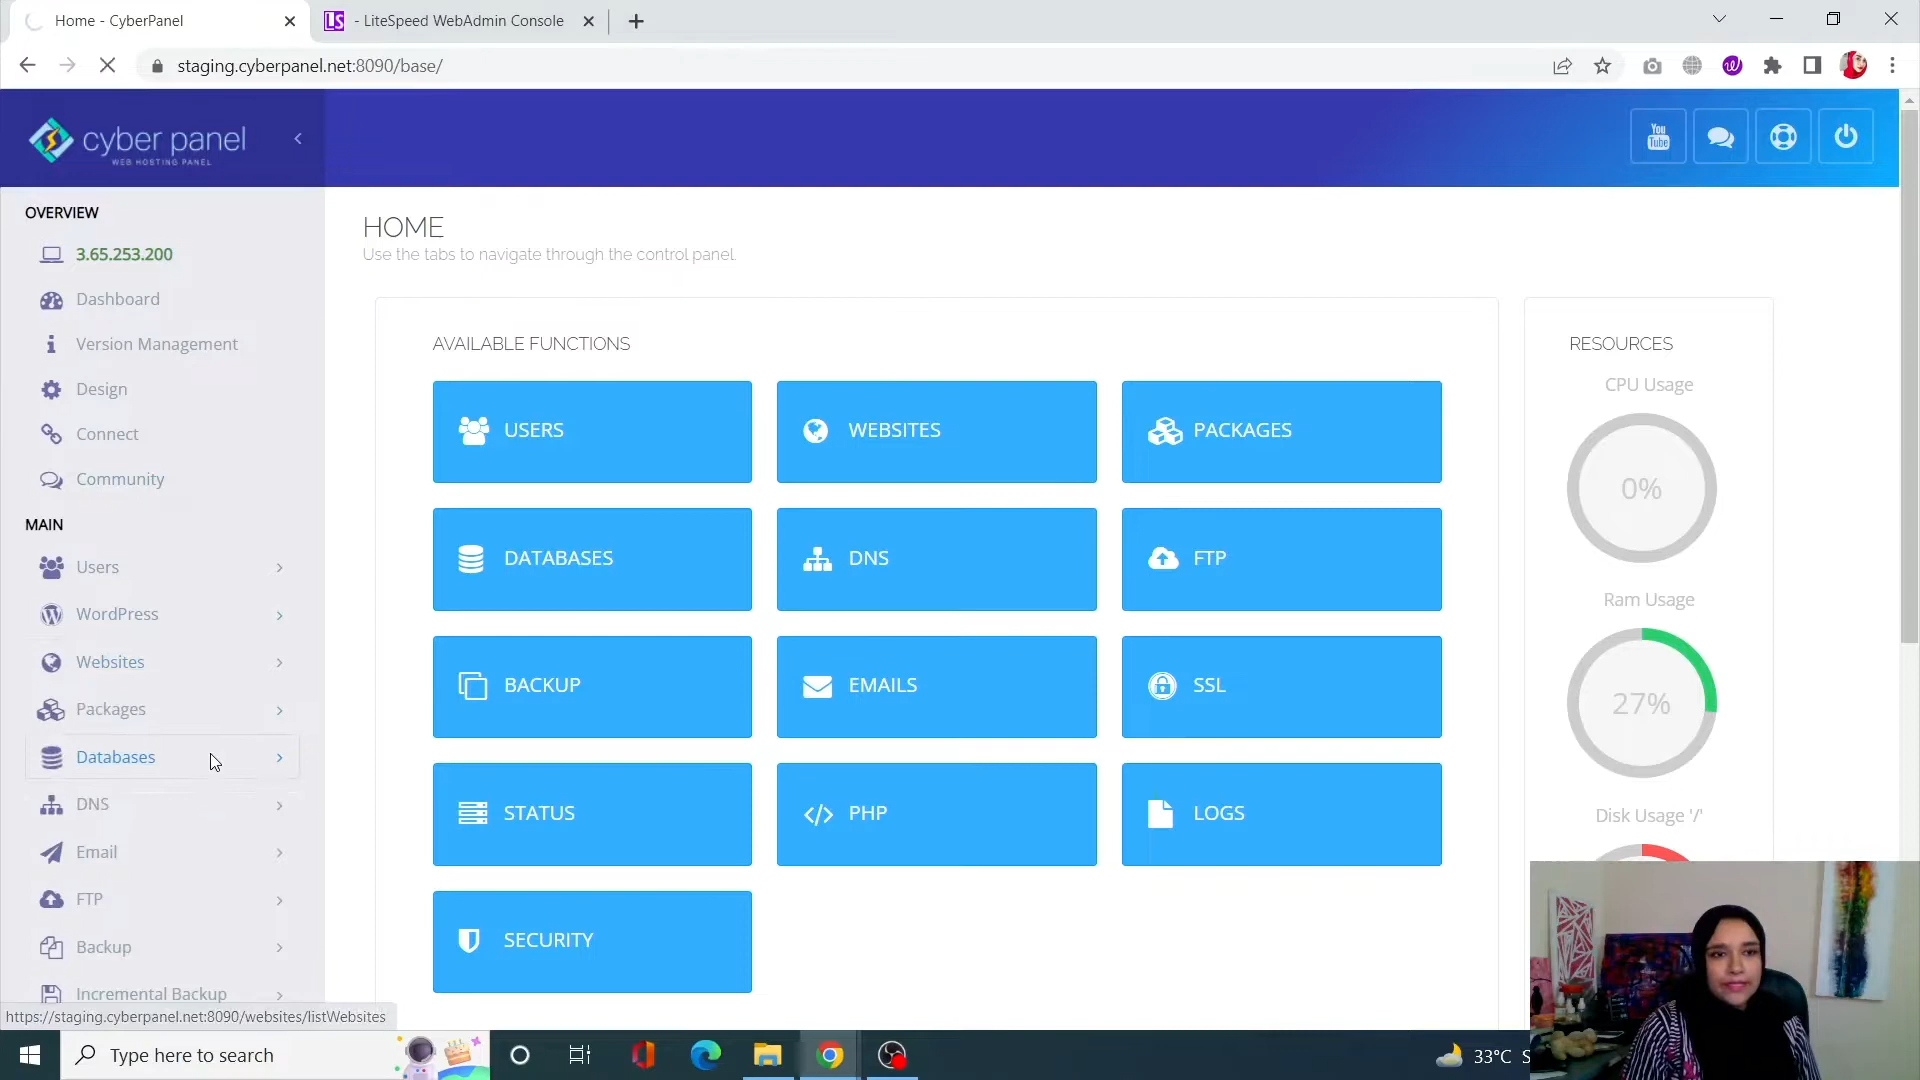 Home - CyberPanel
LS - LiteSpeed WebAdmin Console
staging.cyberpanel.net:8090/base/
cyber panel
WEB HOSTING PANEL
You
Tube
OVERVIEW
3.65.253.200
Dashboard
Version Management
Design
Connect
Community
MAIN
Users
WordPress
Websites
Packages
Databases
DNS
Email
FTP
Backup
Incremental Backup
https://staging.cyberpanel.net:8090/websites/listWebsites
HOME
Use the tabs to navigate through the control panel.
AVAILABLE FUNCTIONS
USERS
WEBSITES
PACKAGES
DATABASES
DNS
FTP
BACKUP
EMAILS
SSL
STATUS
PHP
LOGS
SECURITY
RESOURCES
CPU Usage
0%
Ram Usage
27%
Disk Usage '/'
Type here to search
33°C S